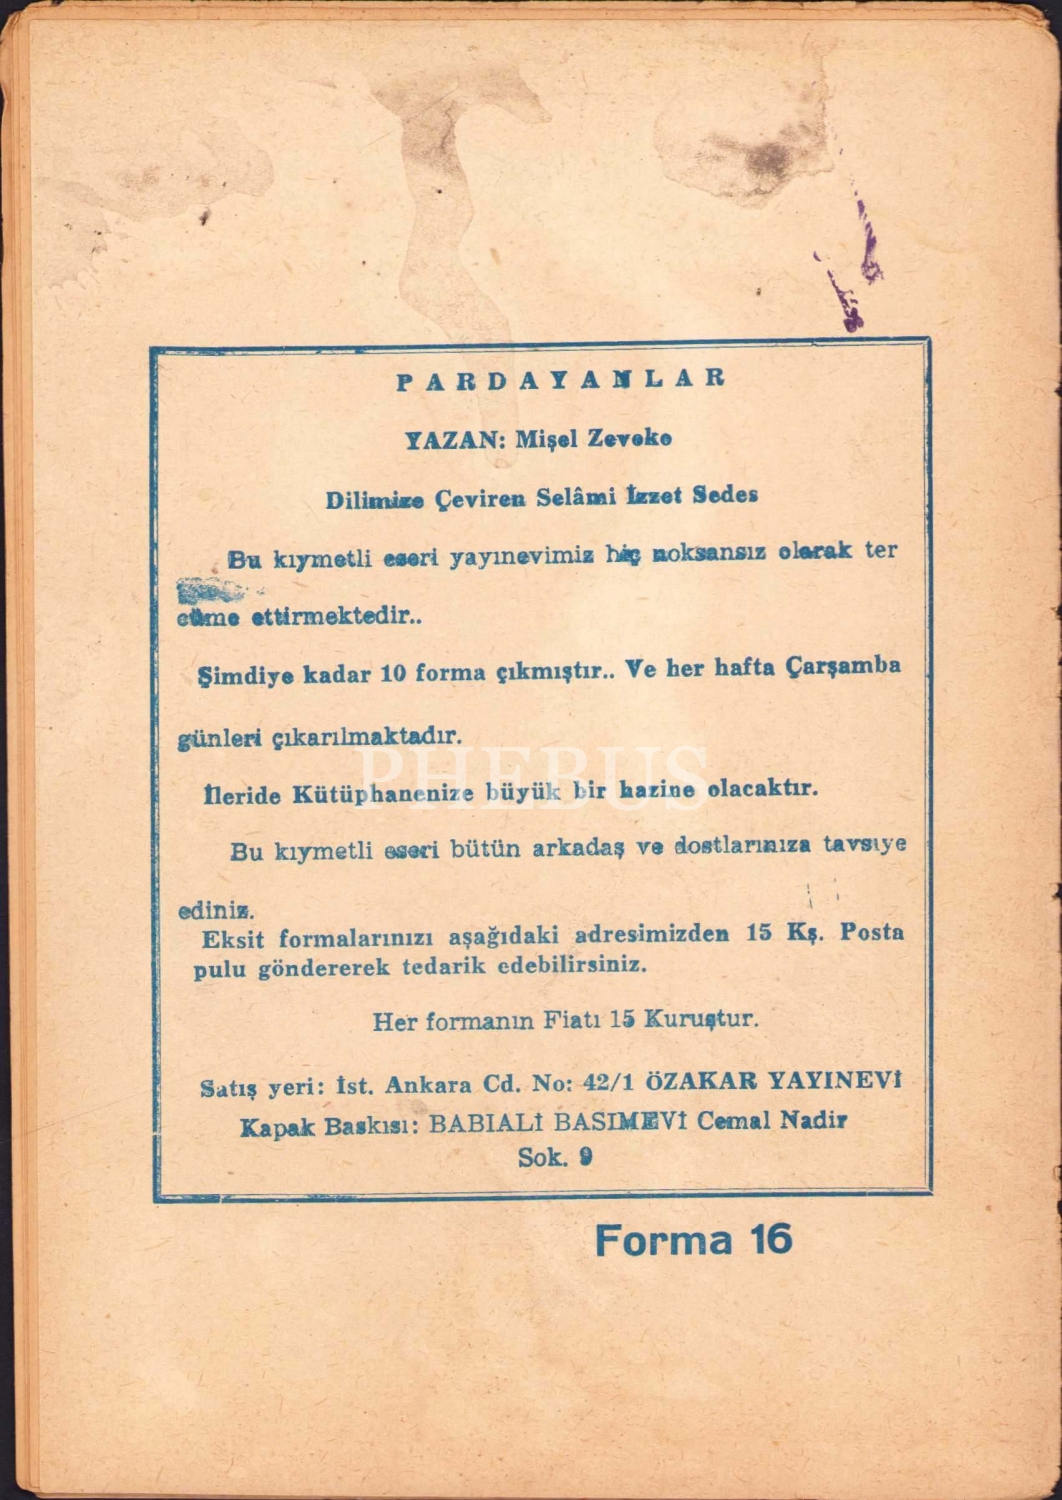 PARDAYANLAR
YAZAN: Mişel Zevako
Dilimize Çeviren Selâmi İzzet Sedes
Bu kıymetli eseri yayınevimiz hiç noksansız olarak ter
cüme ettirmektedir..
Şimdiye kadar 10 forma çıkmıştır.. Ve her hafta Çarşamba
günleri çıkarılmaktadır.
PHEBUS
İleride Kütüphanenize büyük bir hazine olacaktır.
Bu kıymetli eseri bütün arkadaş ve dostlarınıza tavsiye
ediniz.
Eksit formalarınızı aşağıdaki adresimizden 15 Kş. Posta
pulu göndererek tedarik edebilirsiniz.
Her formanın Fiatı 15 Kuruştur.
Satış yeri: İst. Ankara Cd. No: 42/1 ÖZAKAR YAYINEVİ
Kapak Baskısı: BABIALİ BASIMEVİ Cemal Nadir
Sok. 9
Forma 16